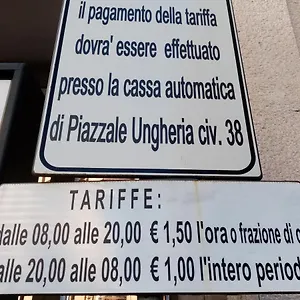 il pagamento della tariffa
dovra' essere effettuato
presso la cassa automatica
di Piazzale Ungheria civ. 38
TARIFFE:
dalle 08,00 alle 20,00 € 1,50 l'ora o frazione di
alle 20,00 alle 08,00 € 1,00 l'intero period